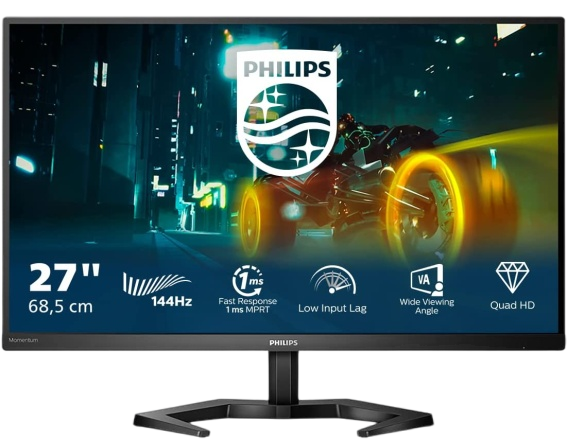 PHILIPS
27"
68,5 cm
144Hz
1ms
Fast Response
1 ms MPRT
Low Input Lag
VA
Wide Viewing
Angle
Quad HD
Momentum
PHILIPS